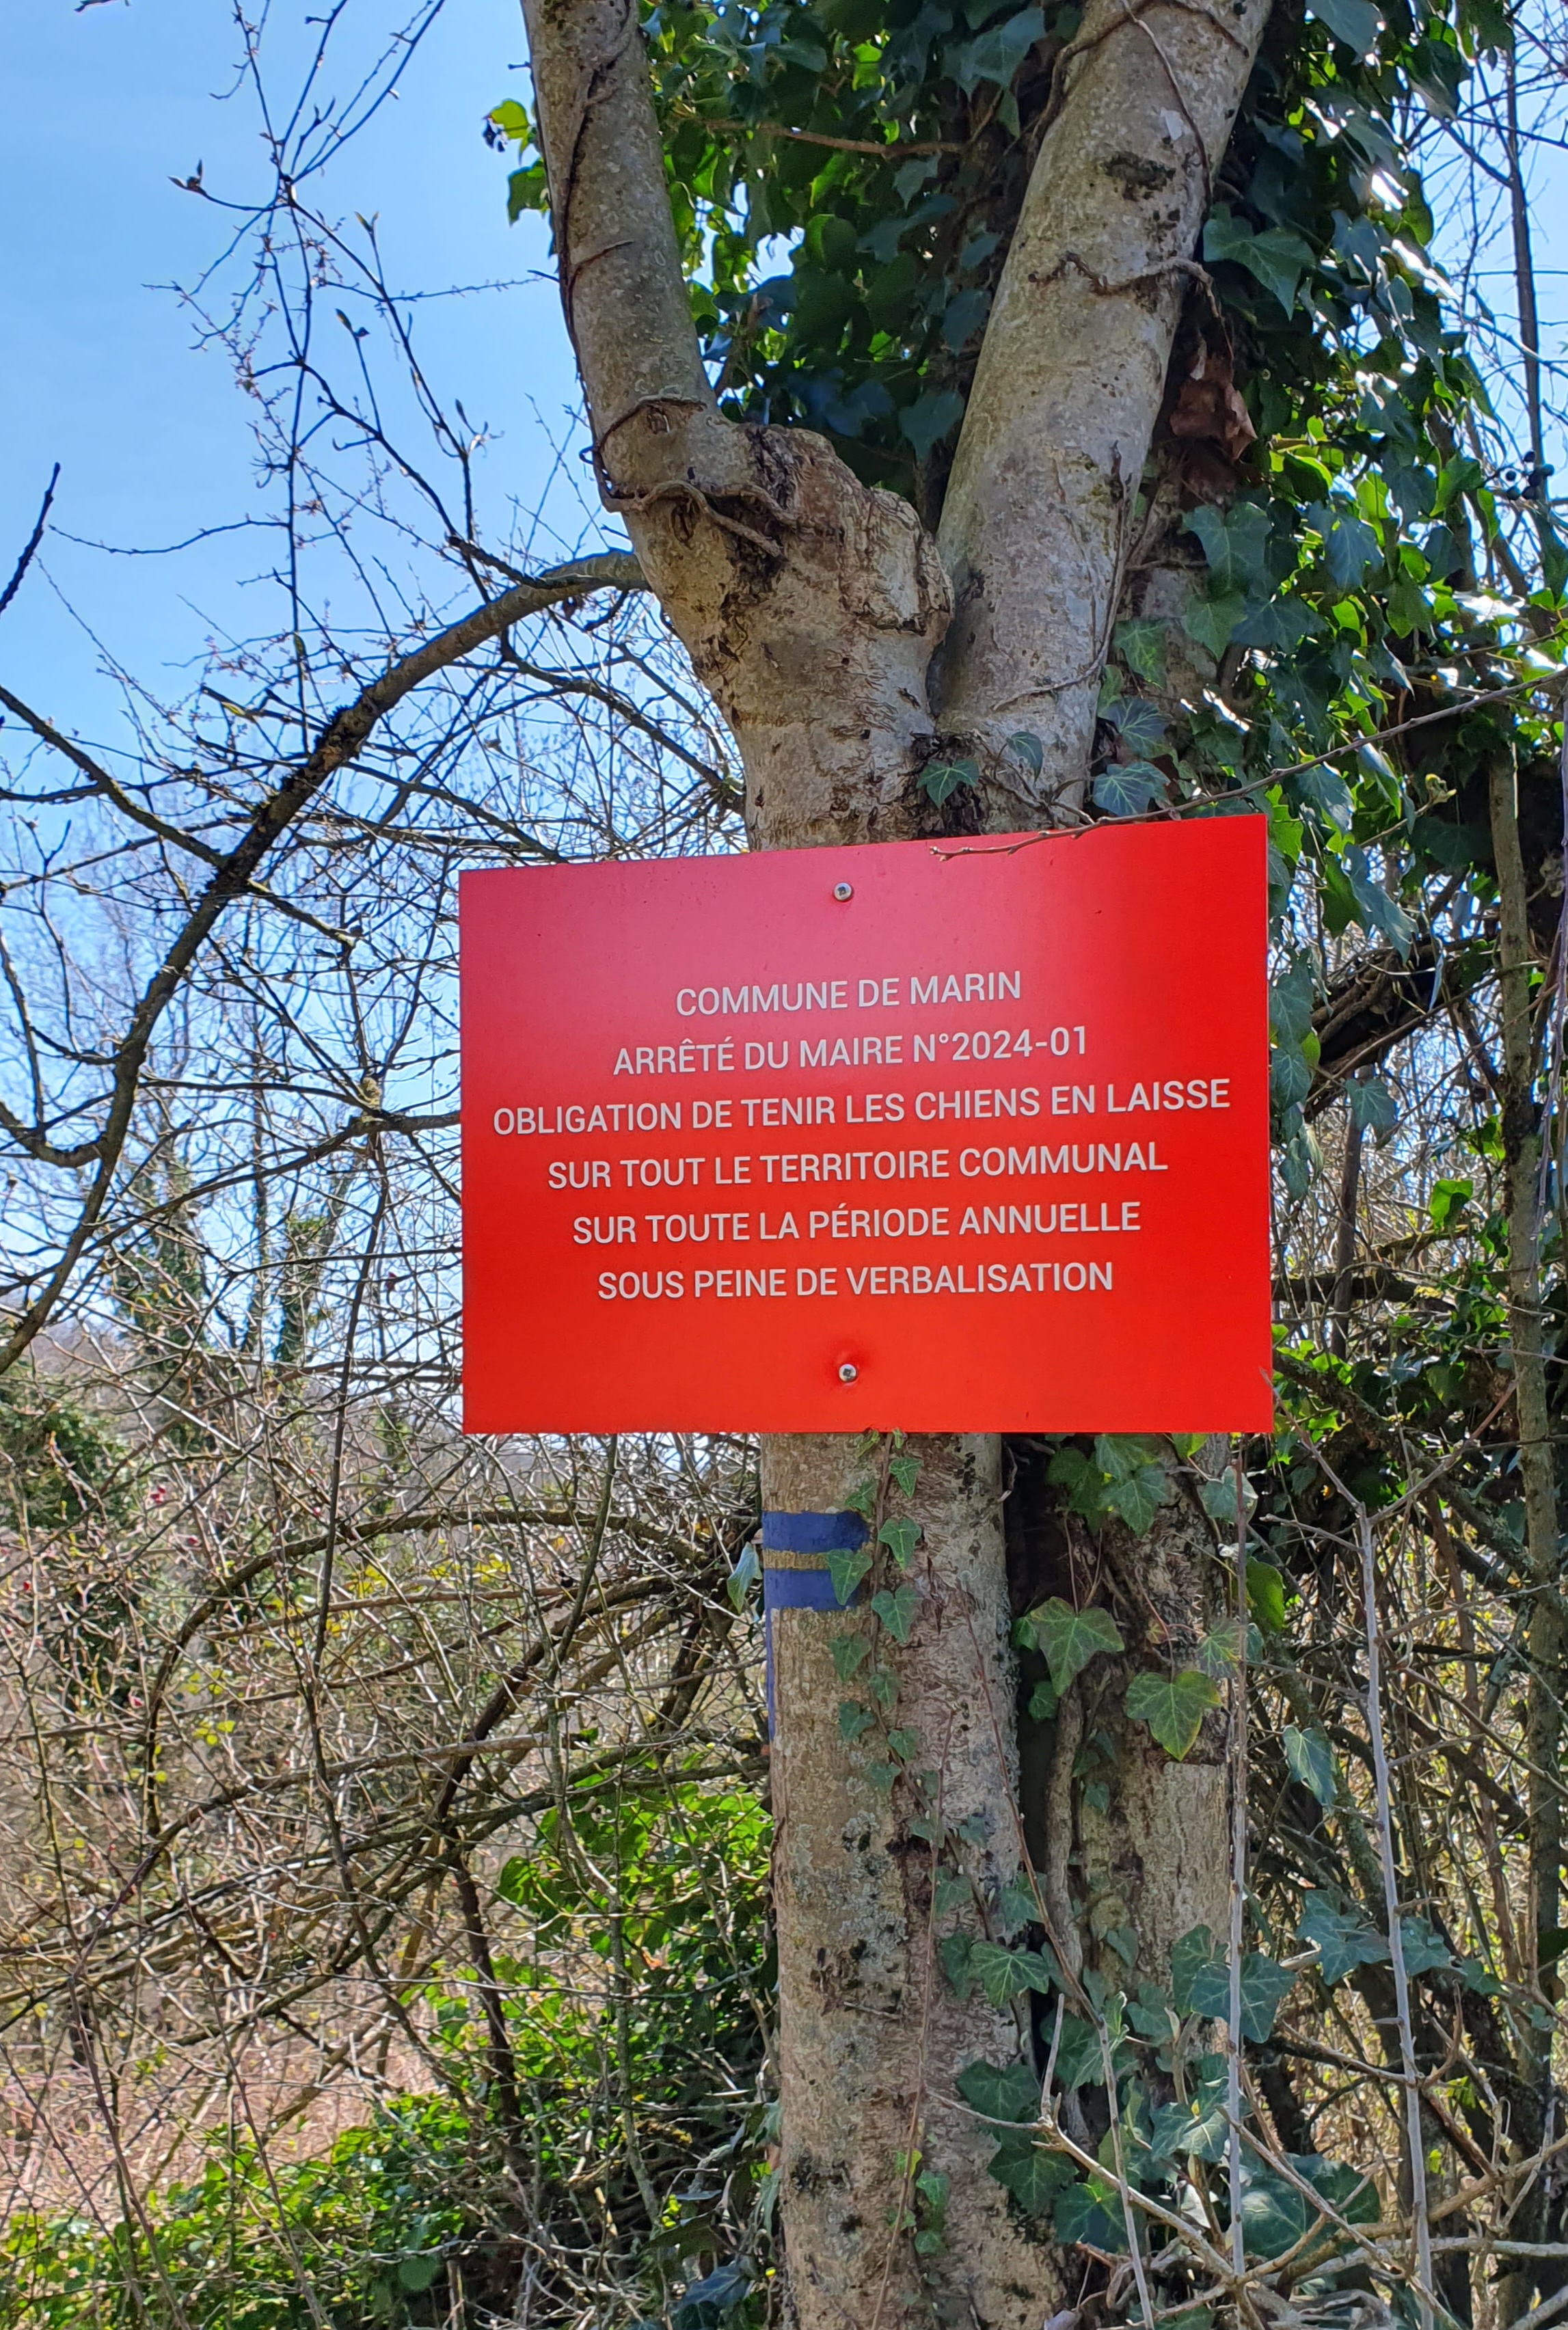 COMMUNE DE MARIN
ARRÊTÉ DU MAIRE N°2024-01
OBLIGATION DE TENIR LES CHIENS EN LAISSE
SUR TOUT LE TERRITOIRE COMMUNAL
SUR TOUTE LA PÉRIODE ANNUELLE
SOUS PEINE DE VERBALISATION